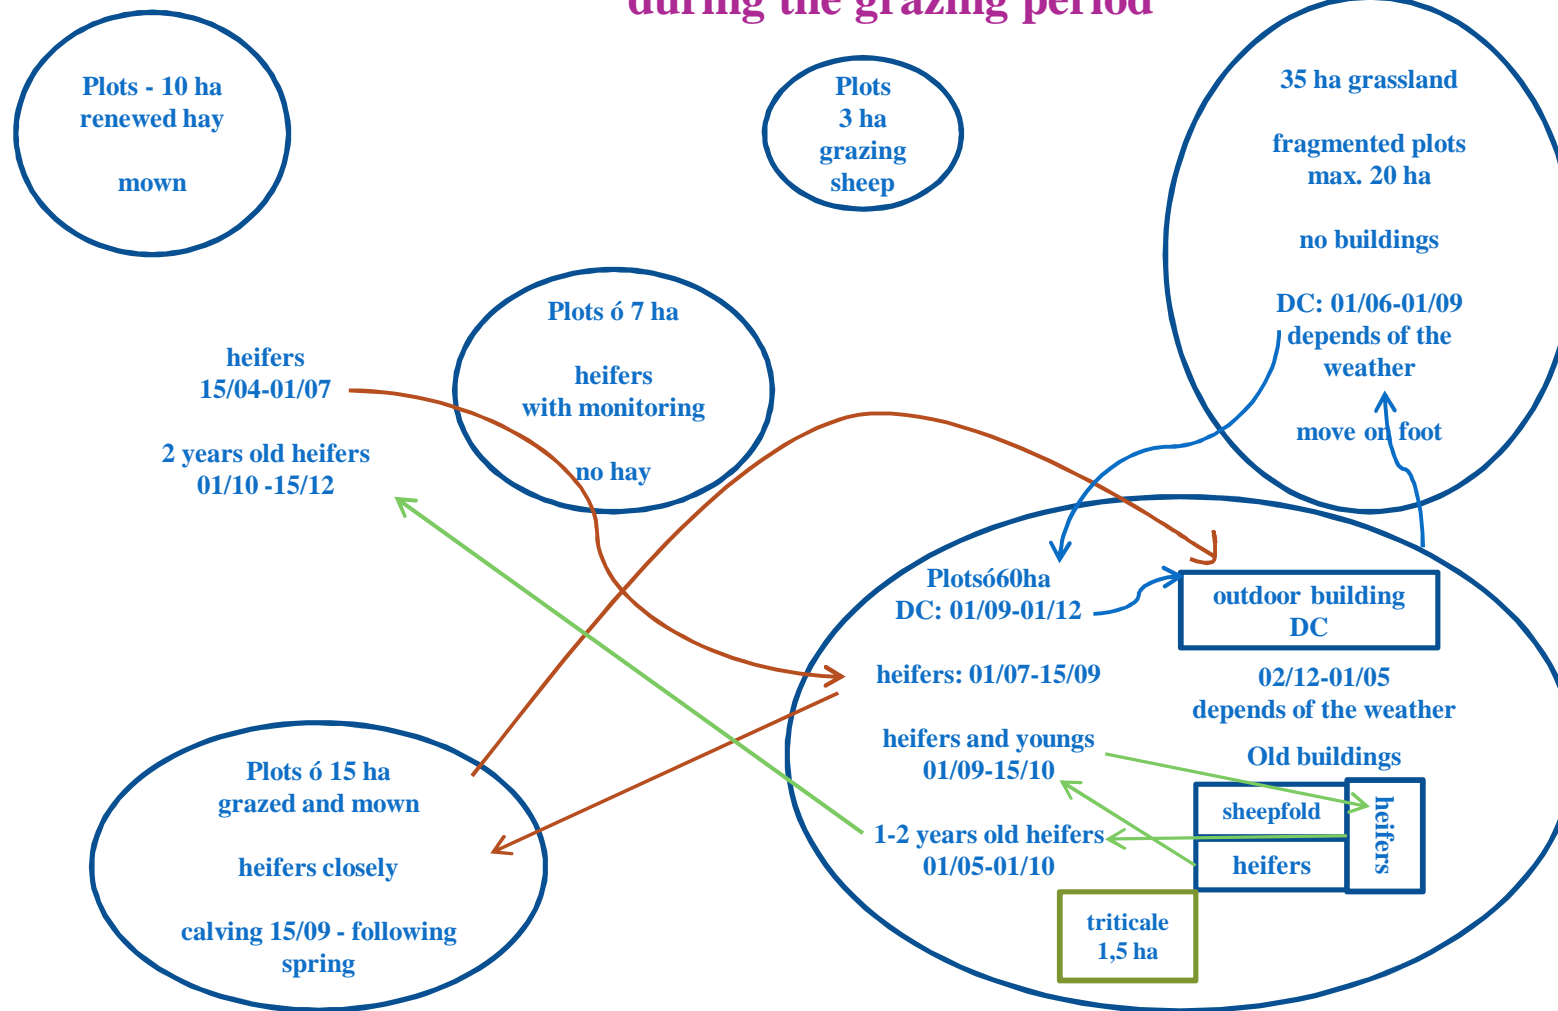 during the grazing period
Plots - 10 ha
renewed hay
mown
Plots
3 ha
grazing
sheep
35 ha grassland
fragmented plots
max. 20 ha
no buildings
DC: 01/06-01/09
depends of the
weather
move on foot
Plots ó 7 ha
heifers
with monitoring
no hay
heifers
15/04-01/07
2 years old heifers
01/10 -15/12
Plotsó60ha
DC: 01/09-01/12
heifers: 01/07-15/09
heifers and youngs
01/09-15/10
1-2 years old heifers
01/05-01/10
outdoor building
DC
02/12-01/05
depends of the weather
Old buildings
sheepfold
heifers
heifers
triticale
1,5 ha
Plots ó 15 ha
grazed and mown
heifers closely
calving 15/09 - following
spring